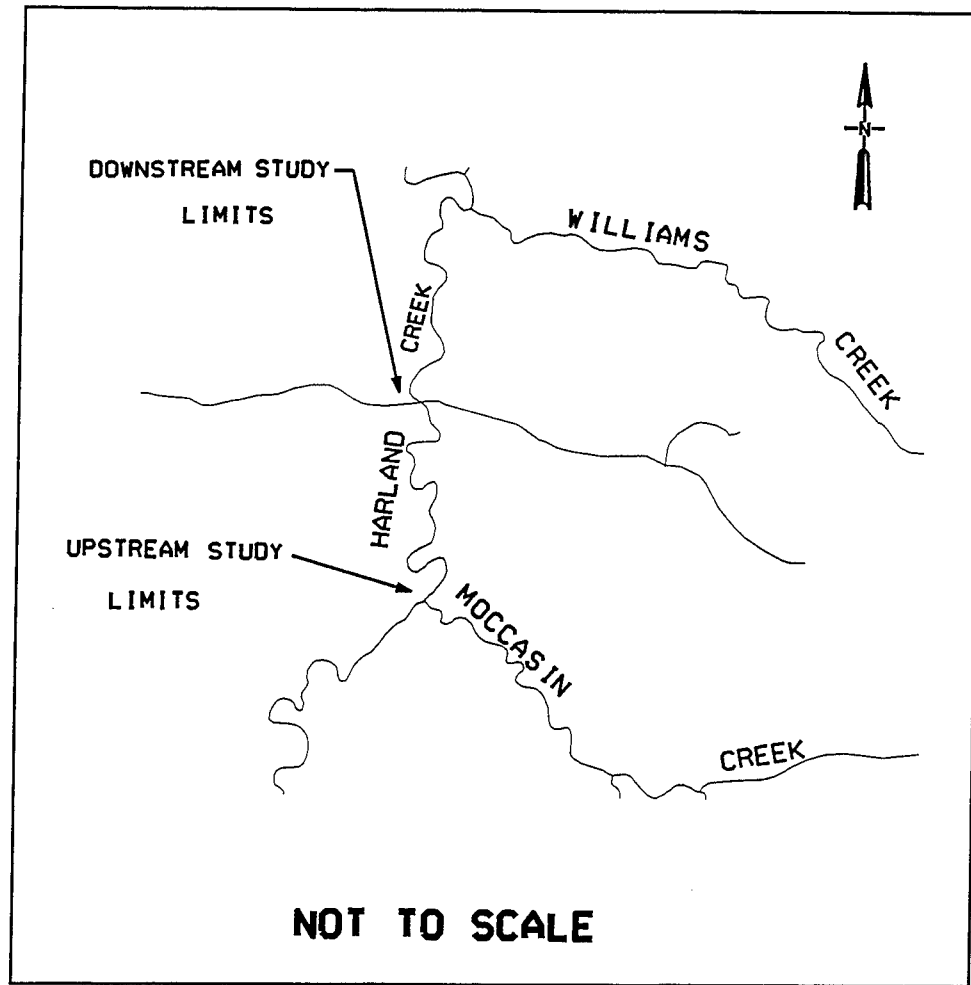 N
DOWNSTREAM STUDY
LIMITS
WILLIAMS
CREEK
CREEK
HARLAND
UPSTREAM STUDY
LIMITS
MOCCASIN
CREEK
NOT TO SCALE